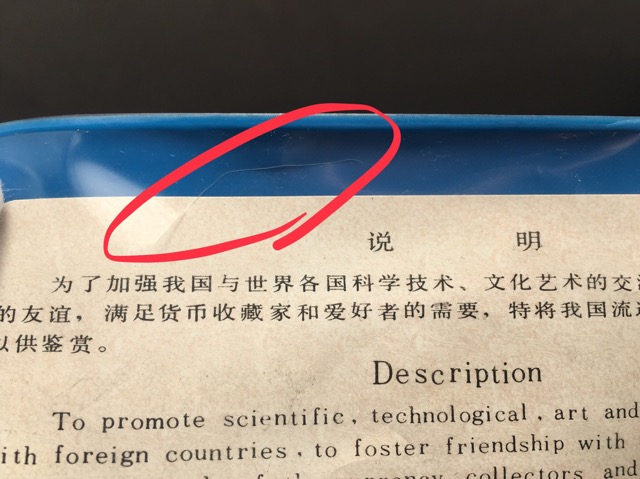 说 明
为了加强我国与世界各国科学技术、文化艺术的交
的友谊，满足货币收藏家和爱好者的需要，特将我国流
以供鉴赏。
Description
To promote scientific, technological, art and
ith foreign countries, to foster friendship with
currency collectors and